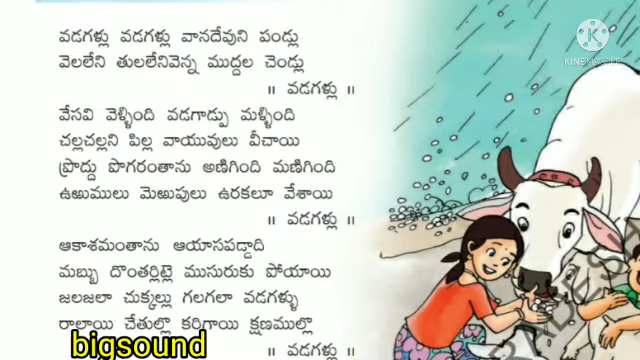 వడగళ్లు వడగళ్లు వానదేవుని పండ్లు
వెలలేని తులలేనివెన్న ముద్దల చెండ్లు
॥ వడగళ్లు ॥
వేసవి వెళ్ళింది వడగాడ్పు మళ్ళింది
చల్లచల్లని పిల్ల వాయువులు వీచాయి
ప్రొద్దు పొగరంతాను అణిగింది మణిగింది
ఉఱుములు మెఱుపులు ఉరకలూ వేశాయి
॥ వడగళ్లు ॥
ఆకాశమంతాను ఆయాసపడ్డాది
మబ్బు దొంతర్లిట్లె ముసురుకు పోయాయి
జలజలా చుక్కల్లు గలగలా వడగళ్ళు
రాలాయి చేతుల్లొ కరిగాయి క్షణముల్లొ
॥ వడగళ్లు ॥
bigsound
KINEMASTER